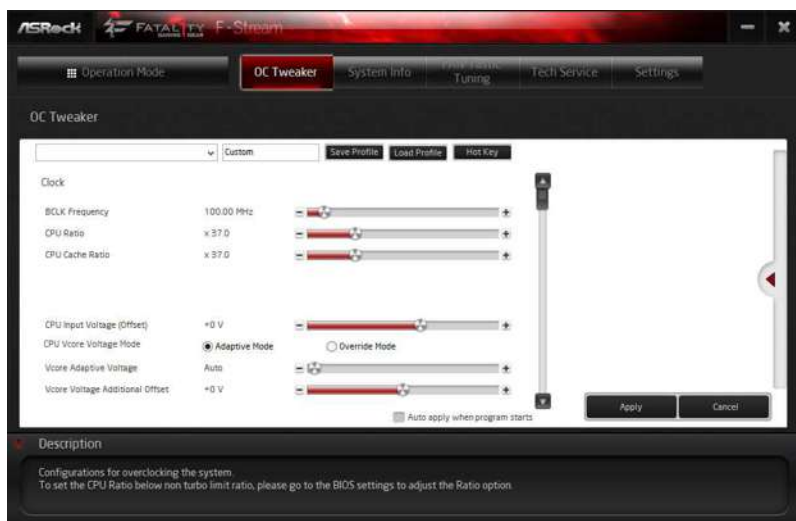 ASRock FATAL1TY GAMING GEAR F-Stream
Operation Mode
OC Tweaker
System Info
Tuning
Tech Service
Settings
OC Tweaker
Custom
Save Profile
Load Profile
Hot Key
Clock
BCLK Frequency 100.00 MHz
CPU Ratio x 37.0
CPU Cache Ratio x 37.0
CPU Input Voltage (Offset) +0 V
CPU Vcore Voltage Mode Adaptive Mode Override Mode
Vcore Adaptive Voltage Auto
Vcore Voltage Additional Offset +0 V
Auto apply when program starts
Apply
Cancel
Description
Configurations for overclocking the system.
To set the CPU Ratio below non turbo limit ratio, please go to the BIOS settings to adjust the Ratio option.